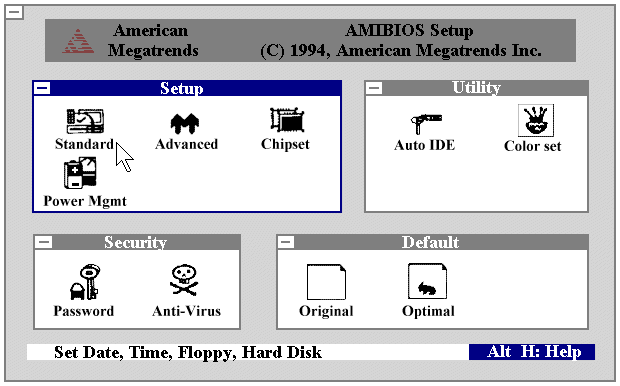 American
Megatrends
AMIBIOS Setup
(C) 1994, American Megatrends Inc.
Setup
Standard
Advanced
Chipset
Power Mgmt
Utility
Auto IDE
Color set
Security
Password
Anti-Virus
Default
Original
Optimal
Set Date, Time, Floppy, Hard Disk
Alt H: Help